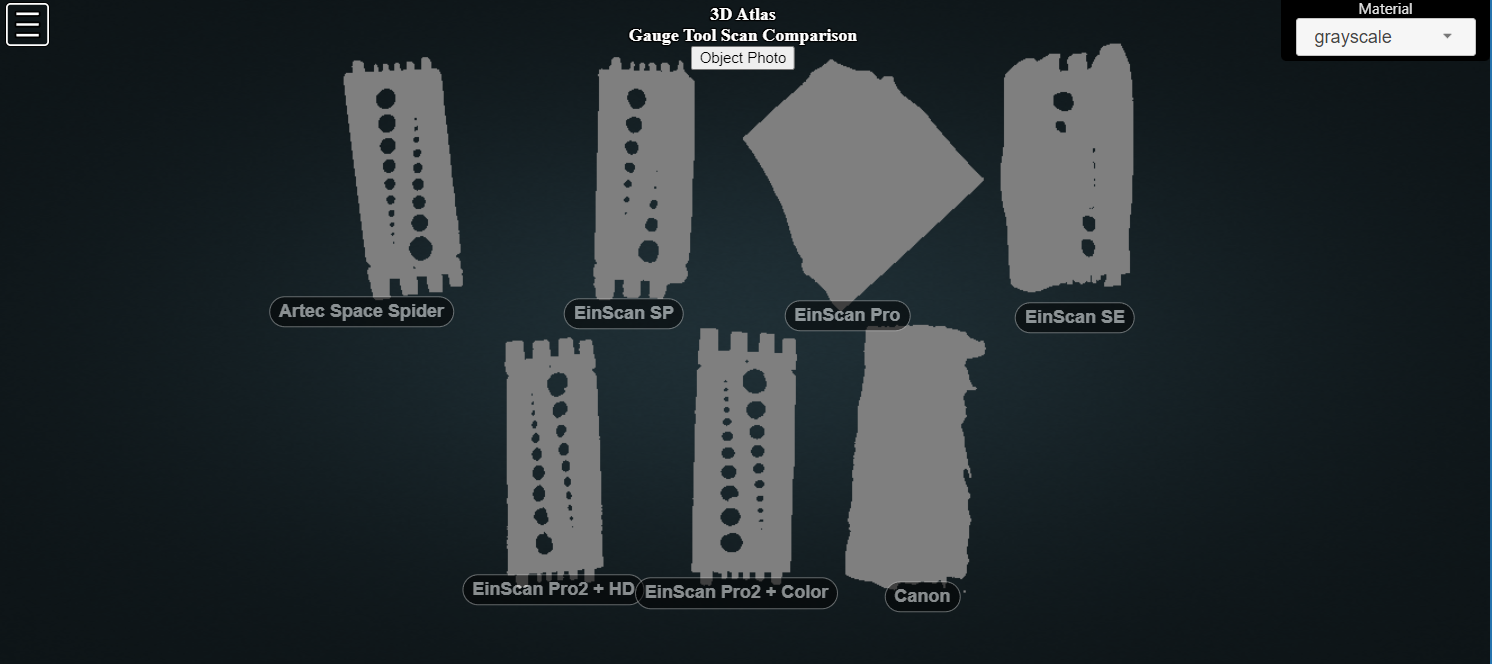 3D Atlas
Gauge Tool Scan Comparison
Object Photo
Material
grayscale
Artec Space Spider
EinScan SP
EinScan Pro
EinScan SE
EinScan Pro2 + HD
EinScan Pro2 + Color
Canon